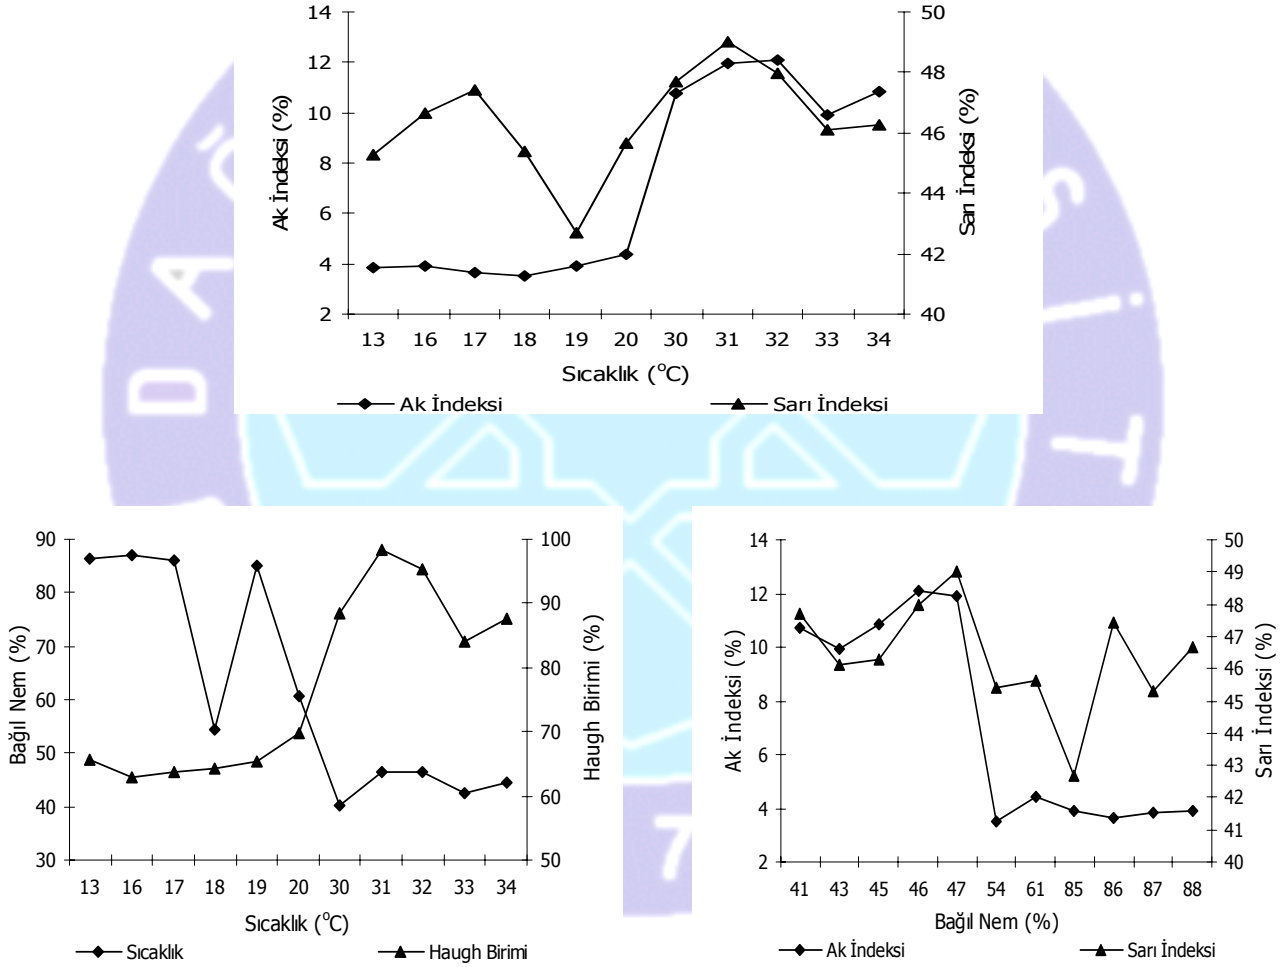 14
12
10
8
6
4
2
Ak İndeksi (%)
50
48
46
44
42
40
Sarı İndeksi (%)
13 16 17 18 19 20 30 31 32 33 34
Sıcaklık (°C)
Ak İndeksi Sarı İndeksi
90
80
70
60
50
40
30
Bağıl Nem (%)
100
90
80
70
60
50
Haugh Birimi (%)
13 16 17 18 19 20 30 31 32 33 34
Sıcaklık (°C)
Sıcaklık Haugh Birimi
14
12
10
8
6
4
2
Ak İndeksi (%)
50
49
48
47
46
45
44
43
42
41
40
Sarı İndeksi (%)
41 43 45 46 47 54 61 85 86 87 88
Bağıl Nem (%)
Ak İndeksi Sarı İndeksi